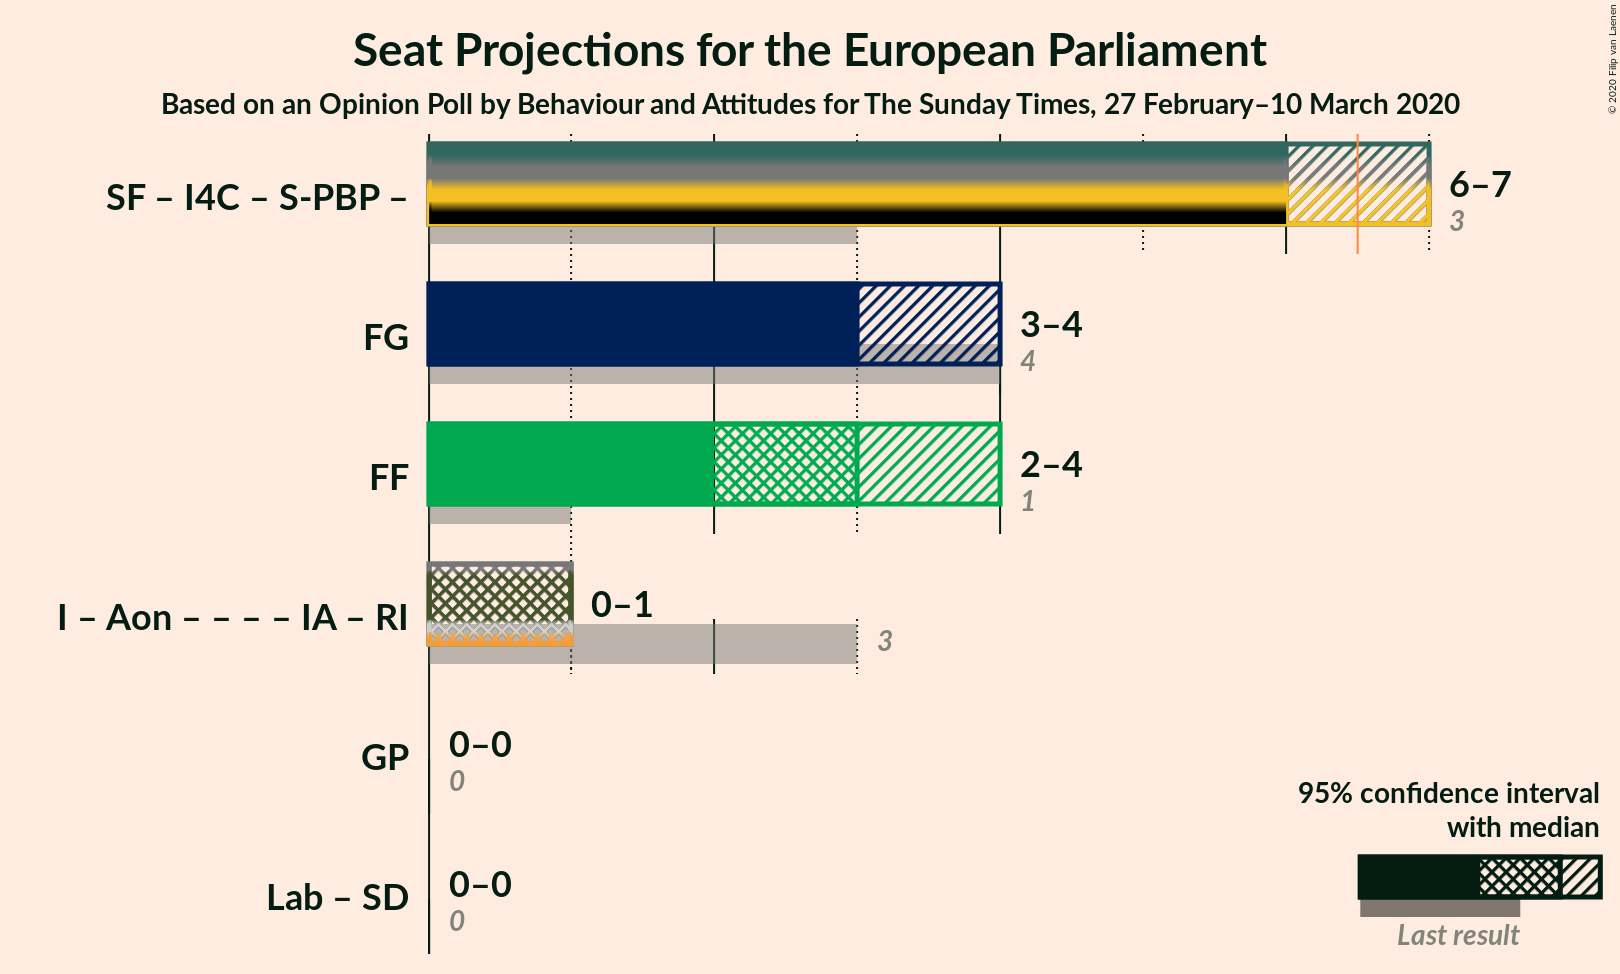 Seat Projections for the European Parliament
Based on an Opinion Poll by Behaviour and Attitudes for The Sunday Times, 27 February–10 March 2020
© 2020 Filip van Laenen
SF – I4C – S-PBP –
6–7
3
FG
3–4
4
FF
2–4
1
I – Aon – – – – IA – RI
0–1
3
GP
0–0
0
Lab – SD
0–0
0
95% confidence interval
with median
Last result